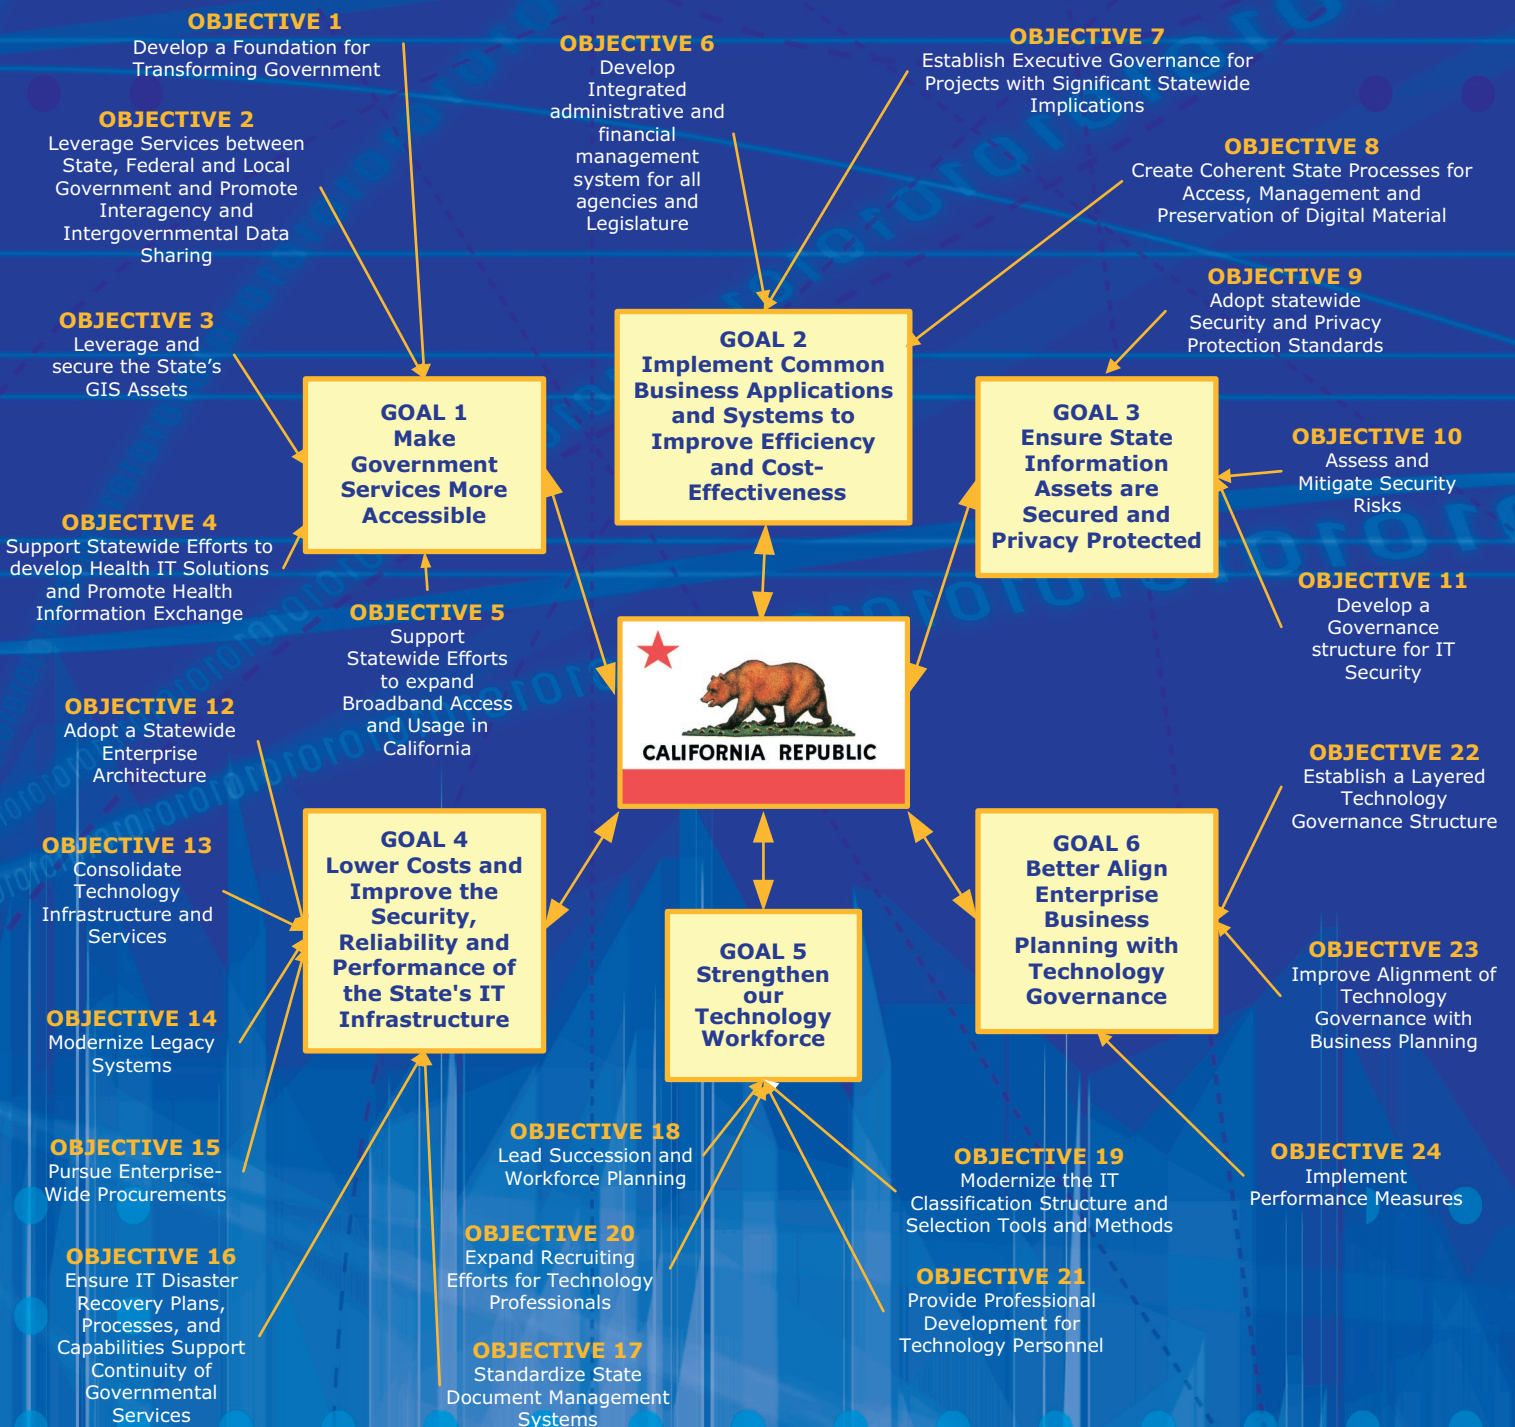 OBJECTIVE 1
Develop a Foundation for
Transforming Government
OBJECTIVE 2
Leverage Services between
State, Federal and Local
Government and Promote
Interagency and
Intergovernmental Data
Sharing
OBJECTIVE 3
Leverage and
secure the State's
GIS Assets
OBJECTIVE 4
Support Statewide Efforts to
develop Health IT Solutions
and Promote Health
Information Exchange
OBJECTIVE 5
Support
Statewide Efforts
to expand
Broadband Access
and Usage in
California
OBJECTIVE 6
Develop
Integrated
administrative and
financial
management
system for all
agencies and
Legislature
OBJECTIVE 7
Establish Executive Governance for
Projects with Significant Statewide
Implications
OBJECTIVE 8
Create Coherent State Processes for
Access, Management and
Preservation of Digital Material
OBJECTIVE 9
Adopt statewide
Security and Privacy
Protection Standards
OBJECTIVE 10
Assess and
Mitigate Security
Risks
OBJECTIVE 11
Develop a
Governance
structure for IT
Security
GOAL 1
Make
Government
Services More
Accessible
GOAL 2
Implement Common
Business Applications
and Systems to
Improve Efficiency
and Cost-
Effectiveness
GOAL 3
Ensure State
Information
Assets are
Secured and
Privacy Protected
CALIFORNIA REPUBLIC
OBJECTIVE 12
Adopt a Statewide
Enterprise
Architecture
OBJECTIVE 13
Consolidate
Technology
Infrastructure and
Services
OBJECTIVE 14
Modernize Legacy
Systems
OBJECTIVE 15
Pursue Enterprise-
Wide Procurements
OBJECTIVE 16
Ensure IT Disaster
Recovery Plans,
Processes, and
Capabilities Support
Continuity of
Governmental
Services
GOAL 4
Lower Costs and
Improve the
Security,
Reliability and
Performance of
the State's IT
Infrastructure
GOAL 5
Strengthen
our
Technology
Workforce
GOAL 6
Better Align
Enterprise
Business
Planning with
Technology
Governance
OBJECTIVE 17
Standardize State
Document Management
Systems
OBJECTIVE 18
Lead Succession and
Workforce Planning
OBJECTIVE 19
Modernize the IT
Classification Structure and
Selection Tools and Methods
OBJECTIVE 20
Expand Recruiting
Efforts for Technology
Professionals
OBJECTIVE 21
Provide Professional
Development for
Technology Personnel
OBJECTIVE 22
Establish a Layered
Technology
Governance Structure
OBJECTIVE 23
Improve Alignment of
Technology
Governance with
Business Planning
OBJECTIVE 24
Implement
Performance Measures